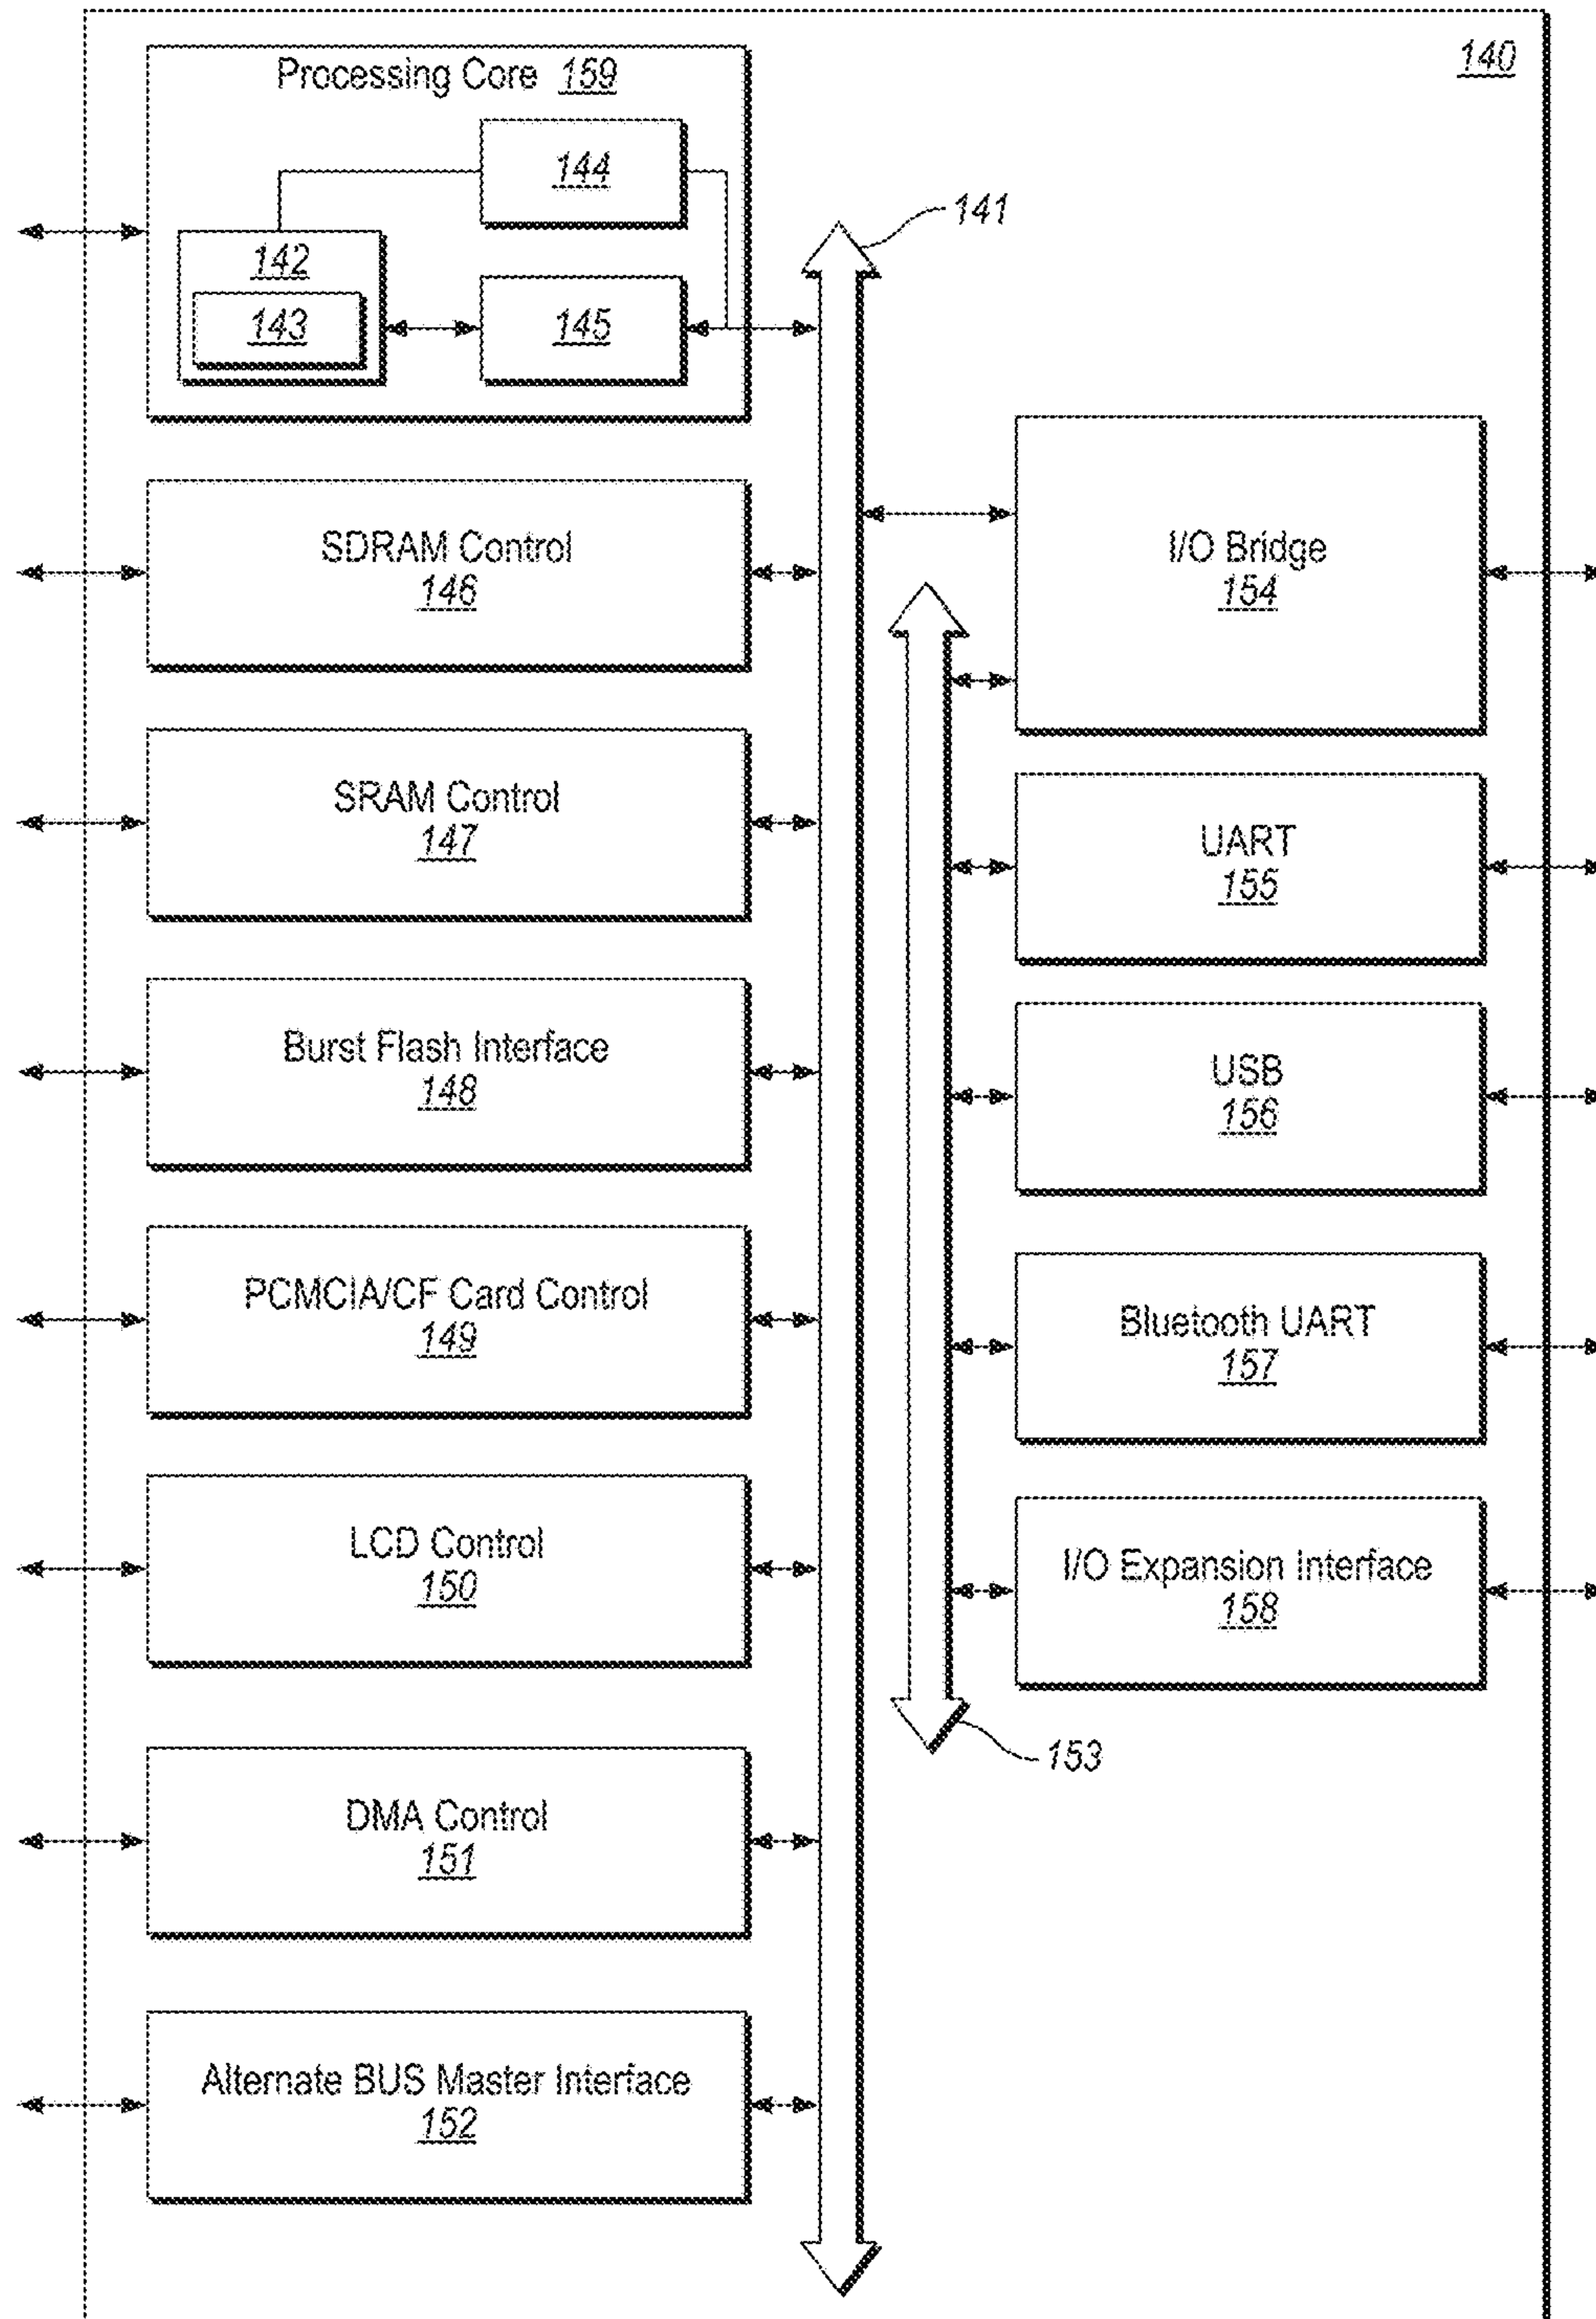 140
Processing Core 159
144
142
143
145
141
SDRAM Control
146
I/O Bridge
154
SRAM Control
147
UART
155
Burst Flash Interface
148
USB
156
PCMCIA/CF Card Control
149
Bluetooth UART
157
LCD Control
150
I/O Expansion Interface
158
153
DMA Control
151
Alternate BUS Master Interface
152